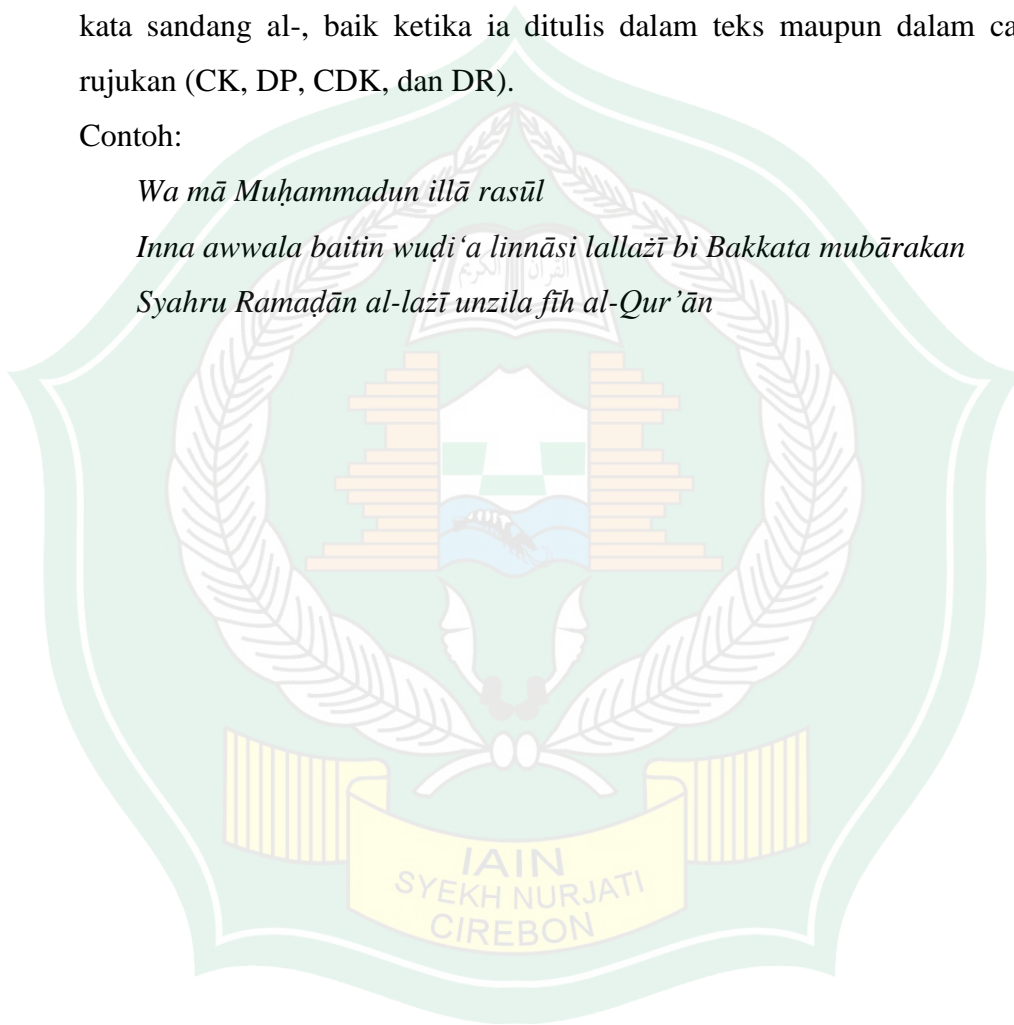 kata sandang al-, baik ketika ia ditulis dalam teks maupun dalam ca
rujukan (CK, DP, CDK, dan DR).
Contoh:
Wa mā Muḥammadun illā rasūl
Inna awwala baitin wuḍi‘a linnāsi lallażī bi Bakkata mubārakan
Syahru Ramaḍān al-lażī unzila fīh al-Qur’ān
القرآن الكريم
IAIN
SYEKH NURJATI
CIREBON